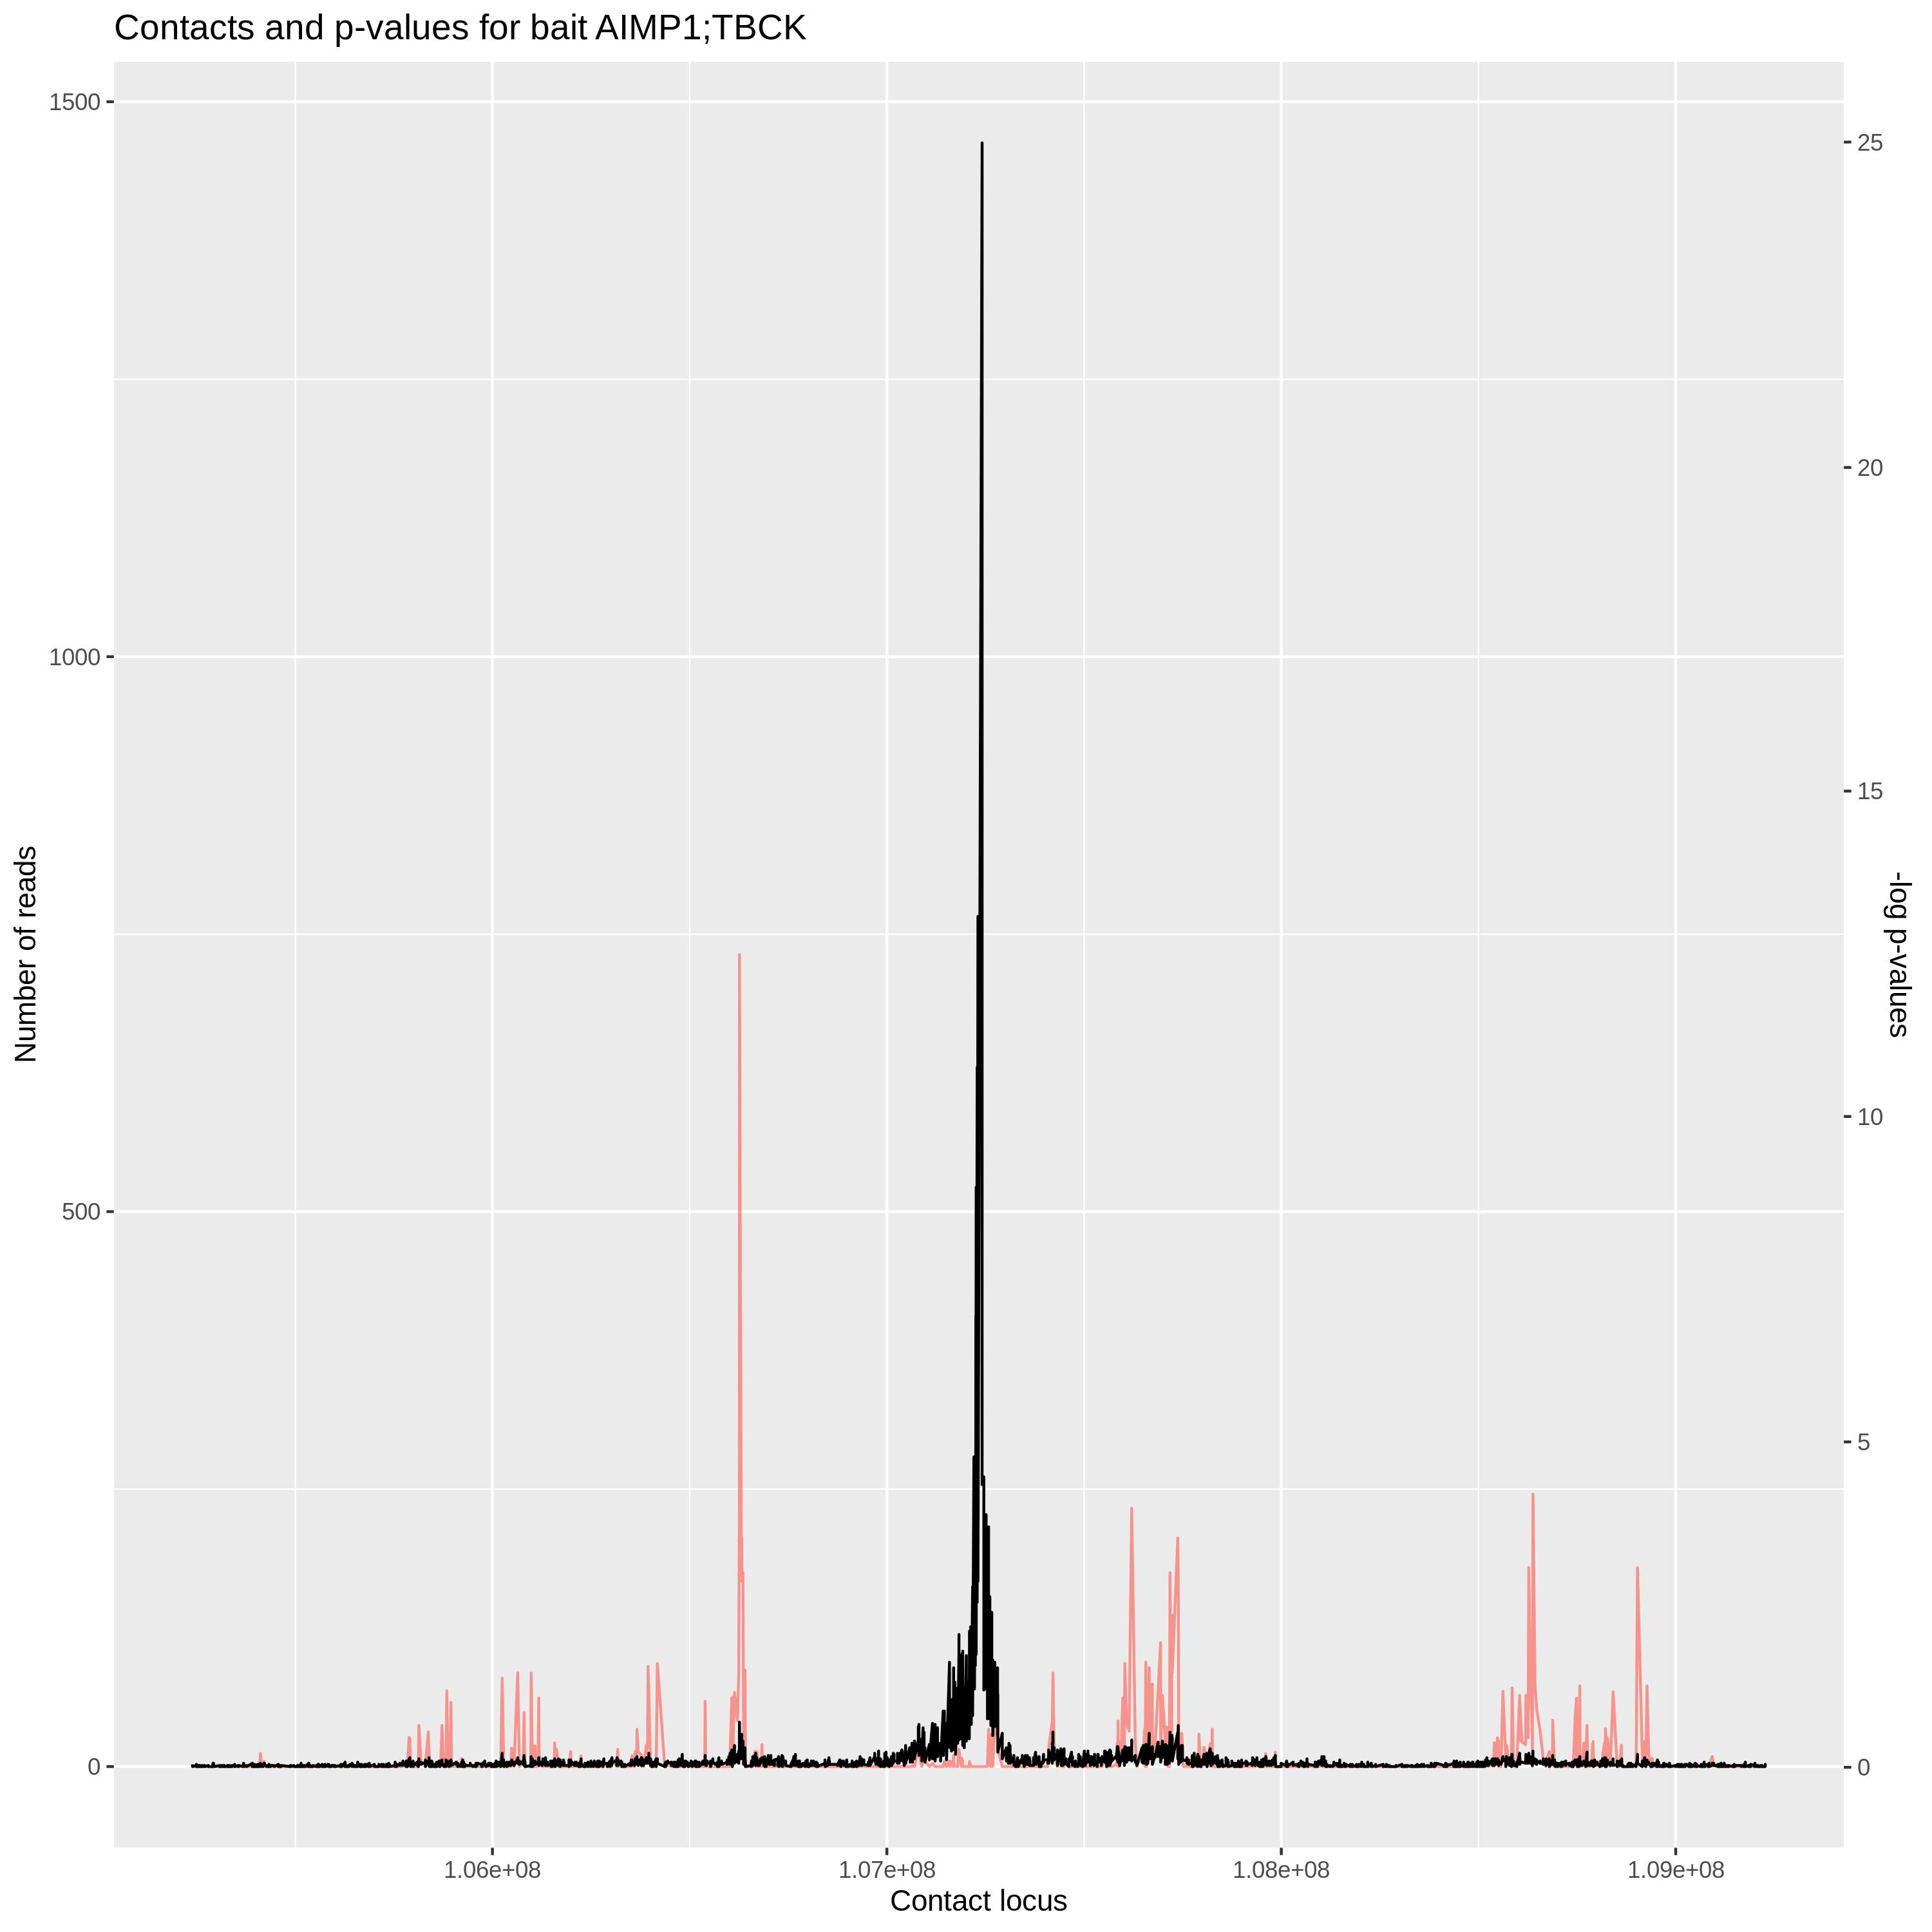 Contacts and p-values for bait AIMP1;TBCK
1500
1000
500
0
Number of reads
25
20
15
10
5
0
-log p-values
1.06e+08
1.07e+08
1.08e+08
1.09e+08
Contact locus